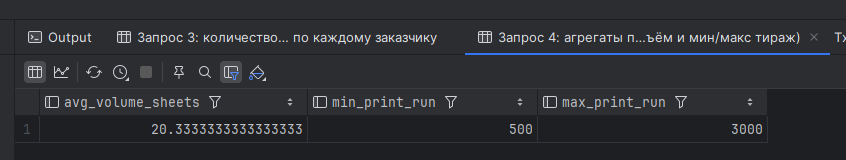 Output
Запрос 3: количество... по каждому заказчику
Запрос 4: агрегаты п...ъём и мин/макс тираж)
avg_volume_sheets
min_print_run
max_print_run
1
20.3333333333333333
500
3000